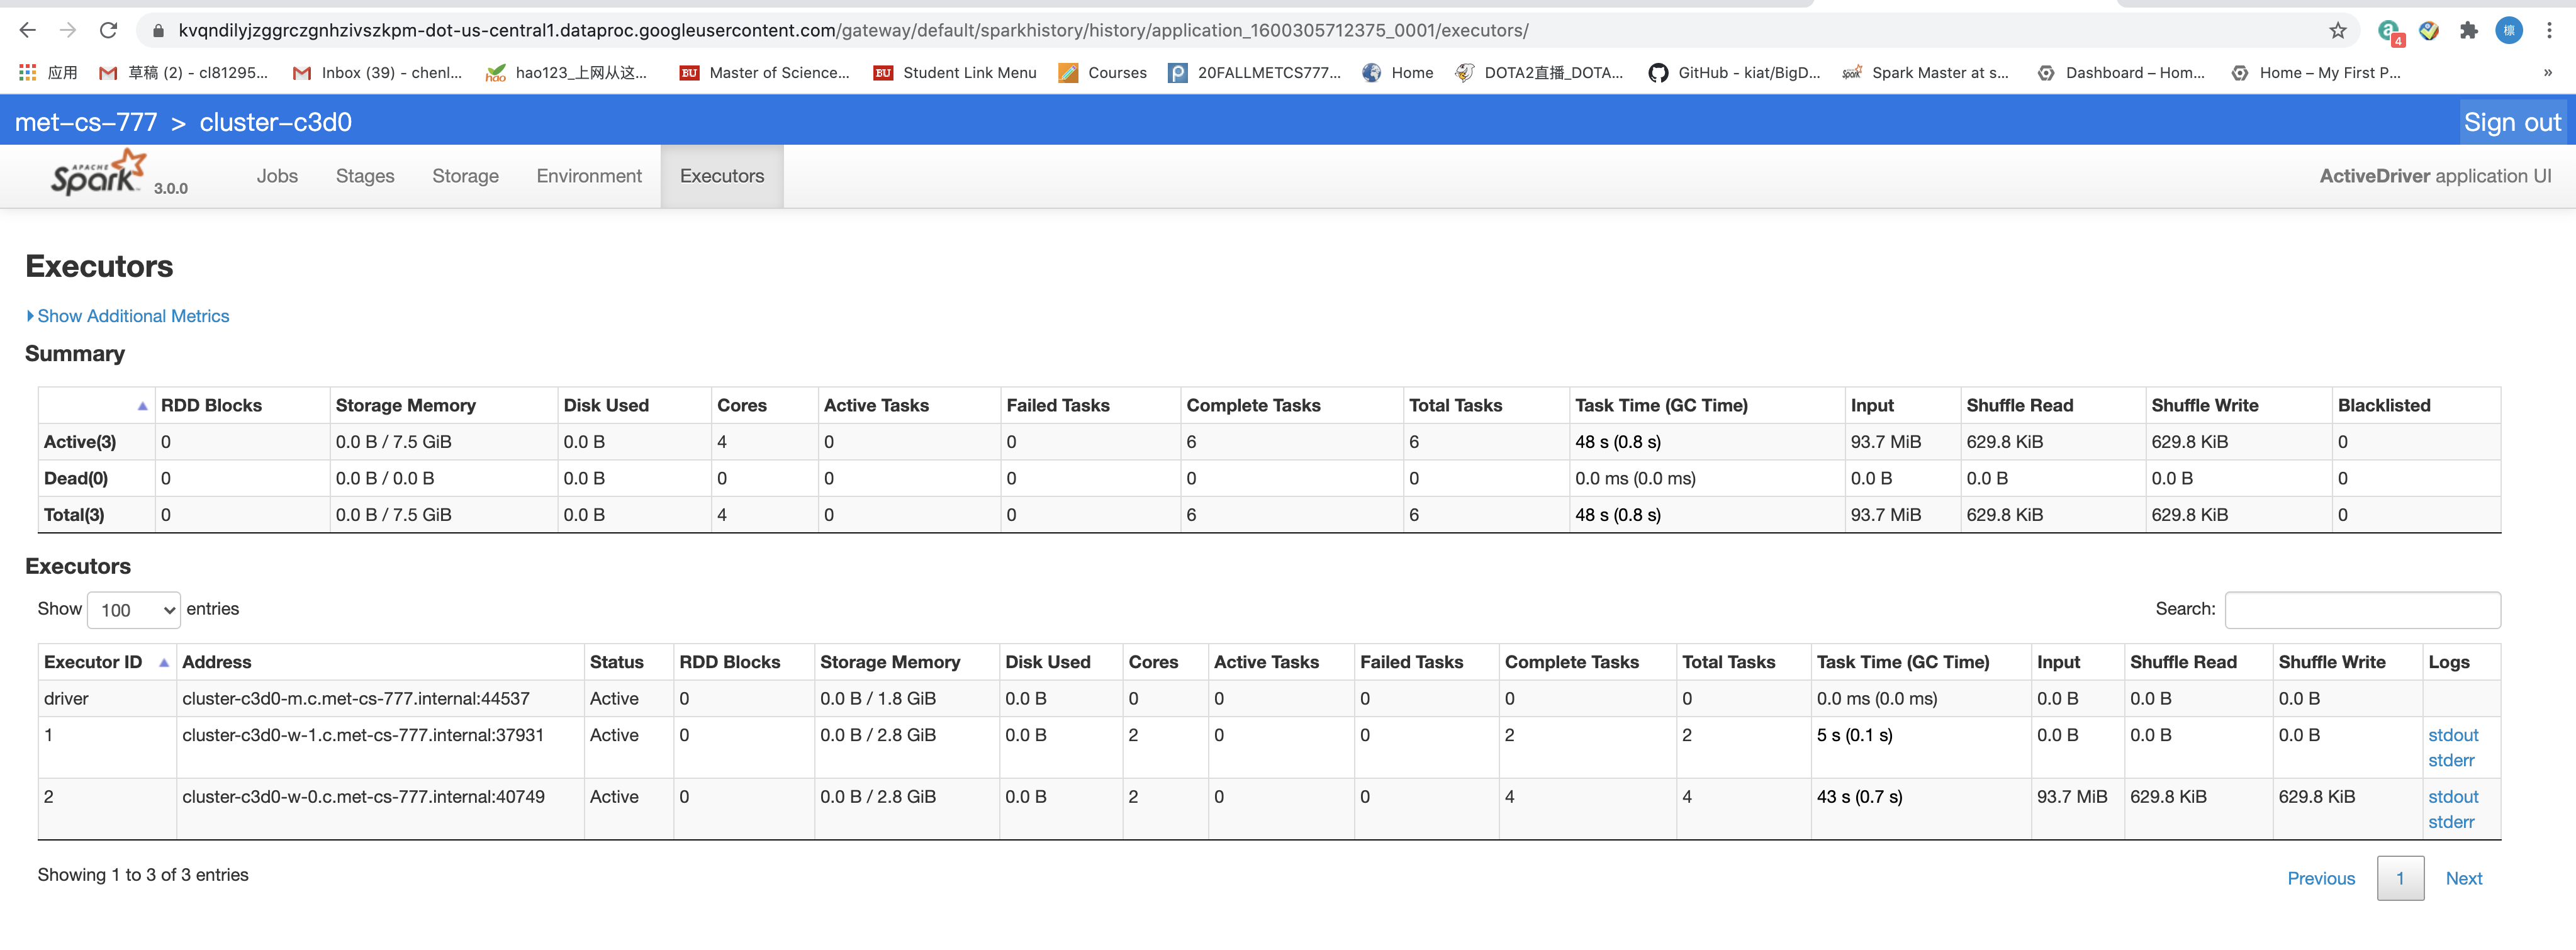 kvqndilyjzggrczgnhzivszkpm-dot-us-central1.dataproc.googleusercontent.com/gateway/default/sparkhistory/history/application_1600305712375_0001/executors/ 4 檩
应用 草稿 (2) - cl81295... Inbox (39) - chenl... hao123_上网从这... BU Master of Science... BU Student Link Menu Courses 20FALLMETCS777... Home DOTA2直播_DOTA... GitHub - kiat/BigD... Spark Master at s... Dashboard – Hom... Home – My First P... »
met-cs-777 > cluster-c3d0 Sign out
APACHE Spark 3.0.0 Jobs Stages Storage Environment Executors ActiveDriver application UI
Executors
Show Additional Metrics
Summary
RDD Blocks Storage Memory Disk Used Cores Active Tasks Failed Tasks Complete Tasks Total Tasks Task Time (GC Time) Input Shuffle Read Shuffle Write Blacklisted
Active(3) 0 0.0 B / 7.5 GiB 0.0 B 4 0 0 6 6 48 s (0.8 s) 93.7 MiB 629.8 KiB 629.8 KiB 0
Dead(0) 0 0.0 B / 0.0 B 0.0 B 0 0 0 0 0 0.0 ms (0.0 ms) 0.0 B 0.0 B 0.0 B 0
Total(3) 0 0.0 B / 7.5 GiB 0.0 B 4 0 0 6 6 48 s (0.8 s) 93.7 MiB 629.8 KiB 629.8 KiB 0
Executors
Show 100 entries Search:
Executor ID Address Status RDD Blocks Storage Memory Disk Used Cores Active Tasks Failed Tasks Complete Tasks Total Tasks Task Time (GC Time) Input Shuffle Read Shuffle Write Logs
driver cluster-c3d0-m.c.met-cs-777.internal:44537 Active 0 0.0 B / 1.8 GiB 0.0 B 0 0 0 0 0 0.0 ms (0.0 ms) 0.0 B 0.0 B 0.0 B
1 cluster-c3d0-w-1.c.met-cs-777.internal:37931 Active 0 0.0 B / 2.8 GiB 0.0 B 2 0 0 2 2 5 s (0.1 s) 0.0 B 0.0 B 0.0 B stdout
stderr
2 cluster-c3d0-w-0.c.met-cs-777.internal:40749 Active 0 0.0 B / 2.8 GiB 0.0 B 2 0 0 4 4 43 s (0.7 s) 93.7 MiB 629.8 KiB 629.8 KiB stdout
stderr
Showing 1 to 3 of 3 entries Previous 1 Next